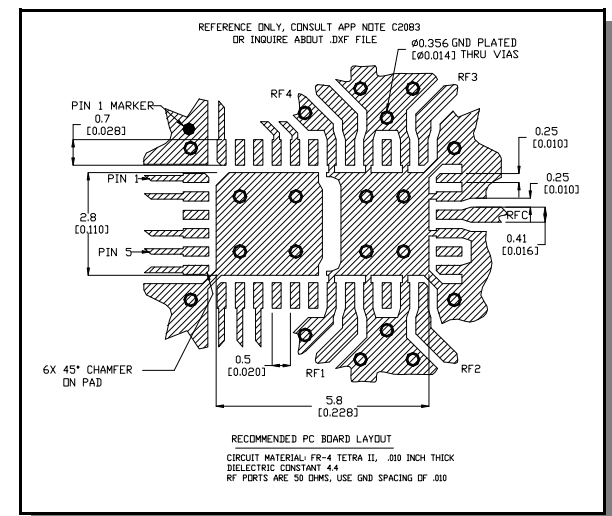 REFERENCE ONLY, CONSULT APP NOTE C2083
OR INQUIRE ABOUT .DXF FILE
Ø0.356 GND PLATED
[Ø0.014] THRU VIAS
RF3
RF4
PIN 1 MARKER
0.7
[0.028]
0.25
[0.010]
PIN 1
0.25
[0.010]
2.8
[0.110]
RFC
PIN 5
0.41
[0.016]
6X 45° CHAMFER
ON PAD
0.5
[0.020]
RF1
RF2
5.8
[0.228]
RECOMMENDED PC BOARD LAYOUT
CIRCUIT MATERIAL: FR-4 TETRA II, .010 INCH THICK
DIELECTRIC CONSTANT 4.4
RF PORTS ARE 50 OHMS, USE GND SPACING OF .010